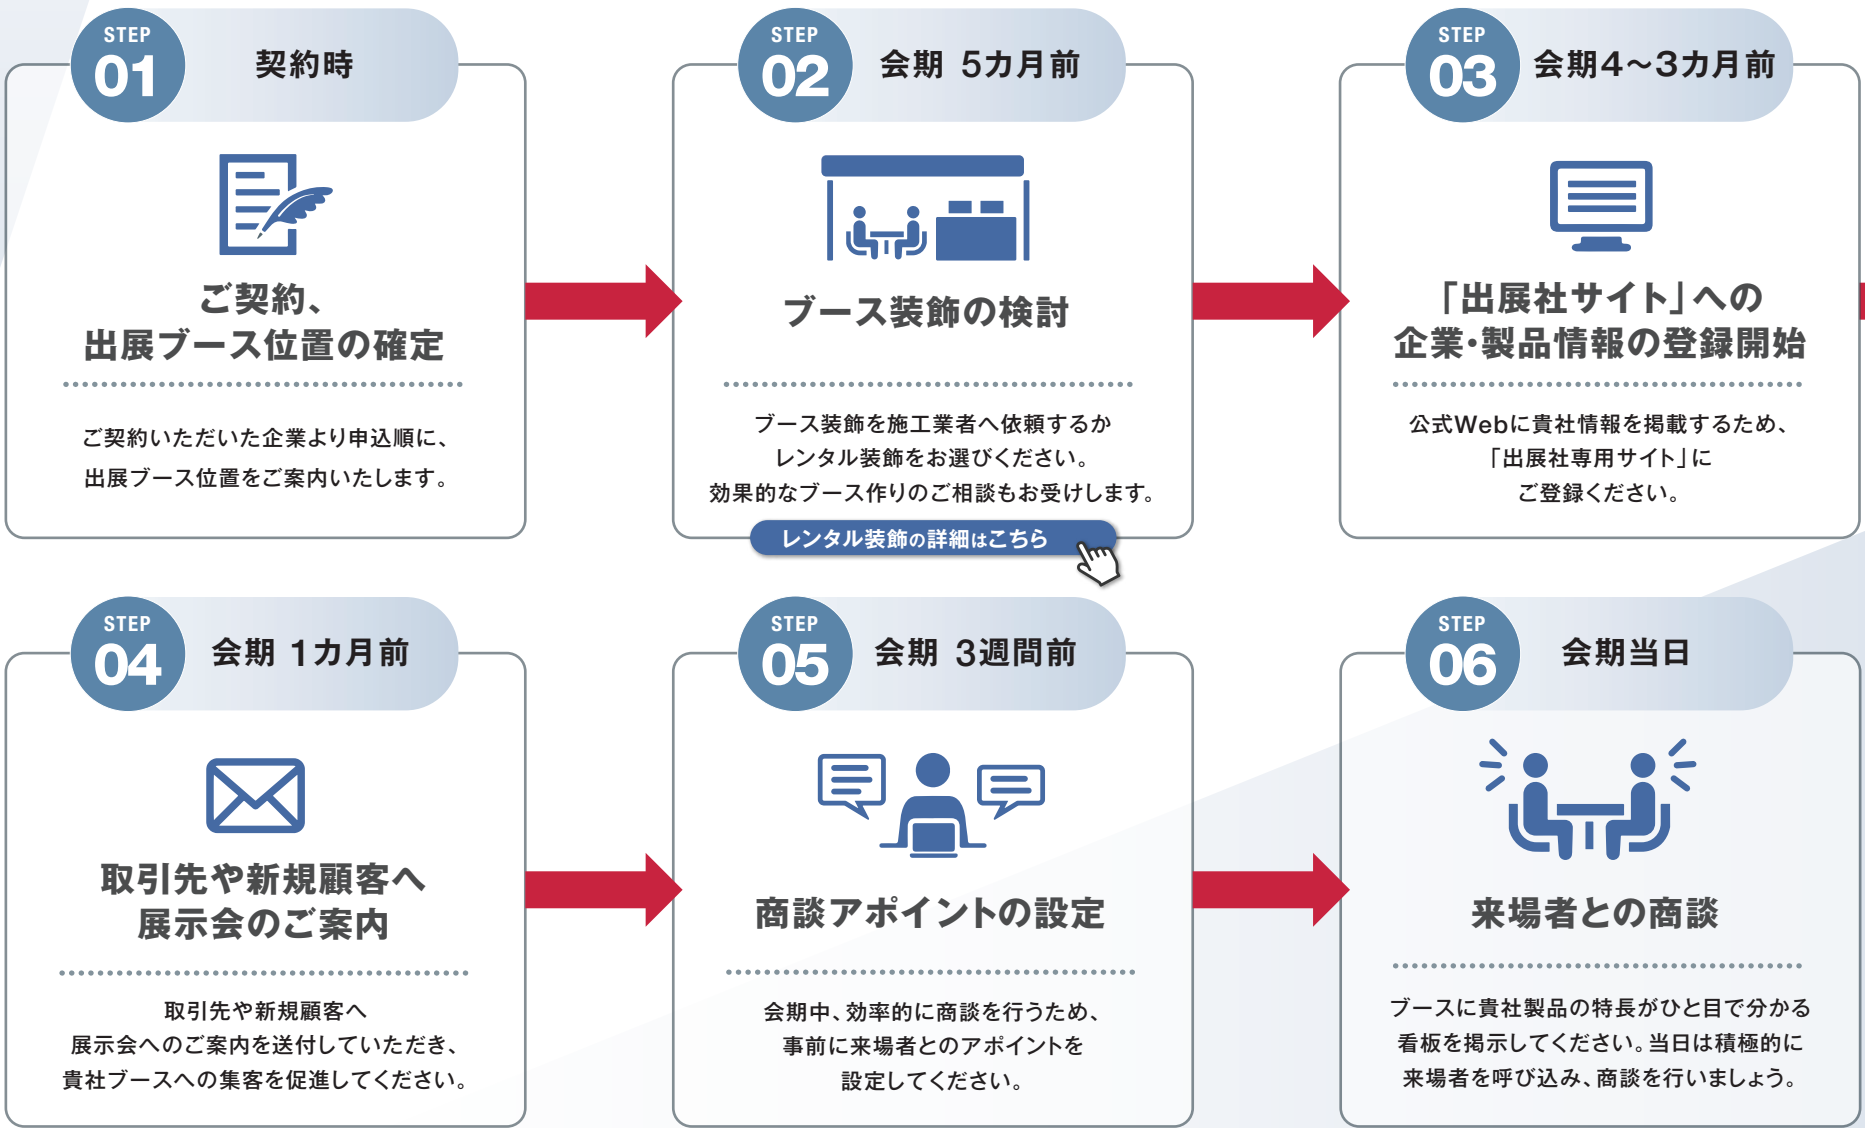 STEP
01
契約時
ご契約、
出展ブース位置の確定
ご契約いただいた企業より申込順に、
出展ブース位置をご案内いたします。
STEP
02
会期 5カ月前
ブース装飾の検討
ブース装飾を施工業者へ依頼するか
レンタル装飾をお選びください。
効果的なブース作りのご相談もお受けします。
レンタル装飾の詳細はこちら
STEP
03
会期4～3カ月前
「出展社サイト」への
企業・製品情報の登録開始
公式Webに貴社情報を掲載するため、
「出展社専用サイト」に
ご登録ください。
STEP
04
会期 1カ月前
取引先や新規顧客へ
展示会のご案内
取引先や新規顧客へ
展示会へのご案内を送付していただき、
貴社ブースへの集客を促進してください。
STEP
05
会期 3週間前
商談アポイントの設定
会期中、効率的に商談を行うため、
事前に来場者とのアポイントを
設定してください。
STEP
06
会期当日
来場者との商談
ブースに貴社製品の特長がひと目で分かる
看板を掲示してください。当日は積極的に
来場者を呼び込み、商談を行いましょう。